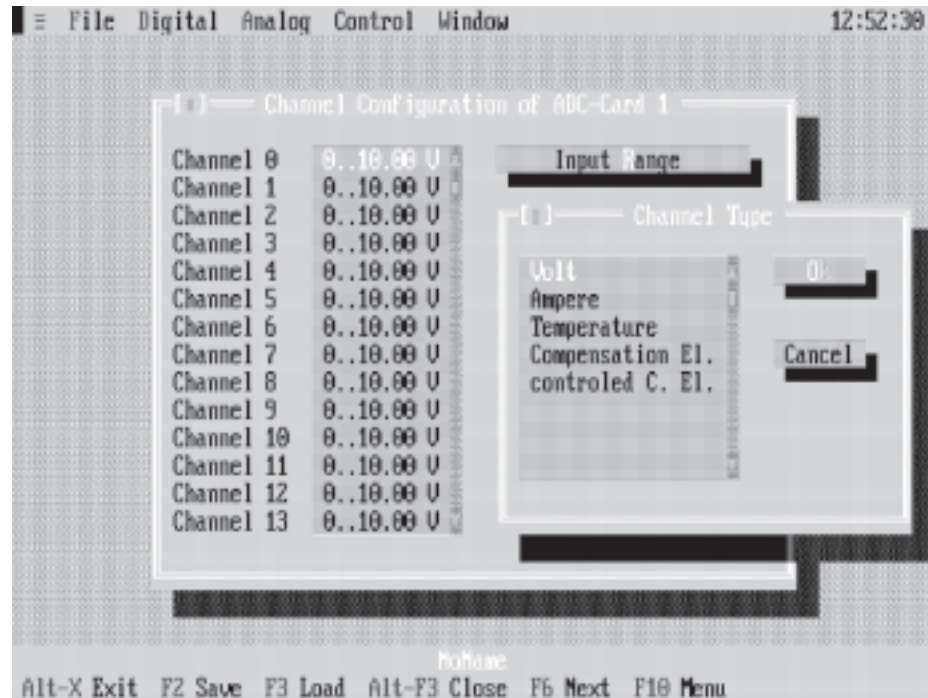 ≡ File Digital Analog Control Window 12:52:30
Channel Configuration of ADC-Card 1
Channel 0 0..10.00 V
Channel 1 0..10.00 V
Channel 2 0..10.00 V
Channel 3 0..10.00 V
Channel 4 0..10.00 V
Channel 5 0..10.00 V
Channel 6 0..10.00 V
Channel 7 0..10.00 V
Channel 8 0..10.00 V
Channel 9 0..10.00 V
Channel 10 0..10.00 V
Channel 11 0..10.00 V
Channel 12 0..10.00 V
Channel 13 0..10.00 V
Input Range
Channel Type
Volt
Ampere
Temperature
Compensation El.
controled C. El.
Ok
Cancel
NoName
Alt-X Exit F2 Save F3 Load Alt-F3 Close F6 Next F10 Menu